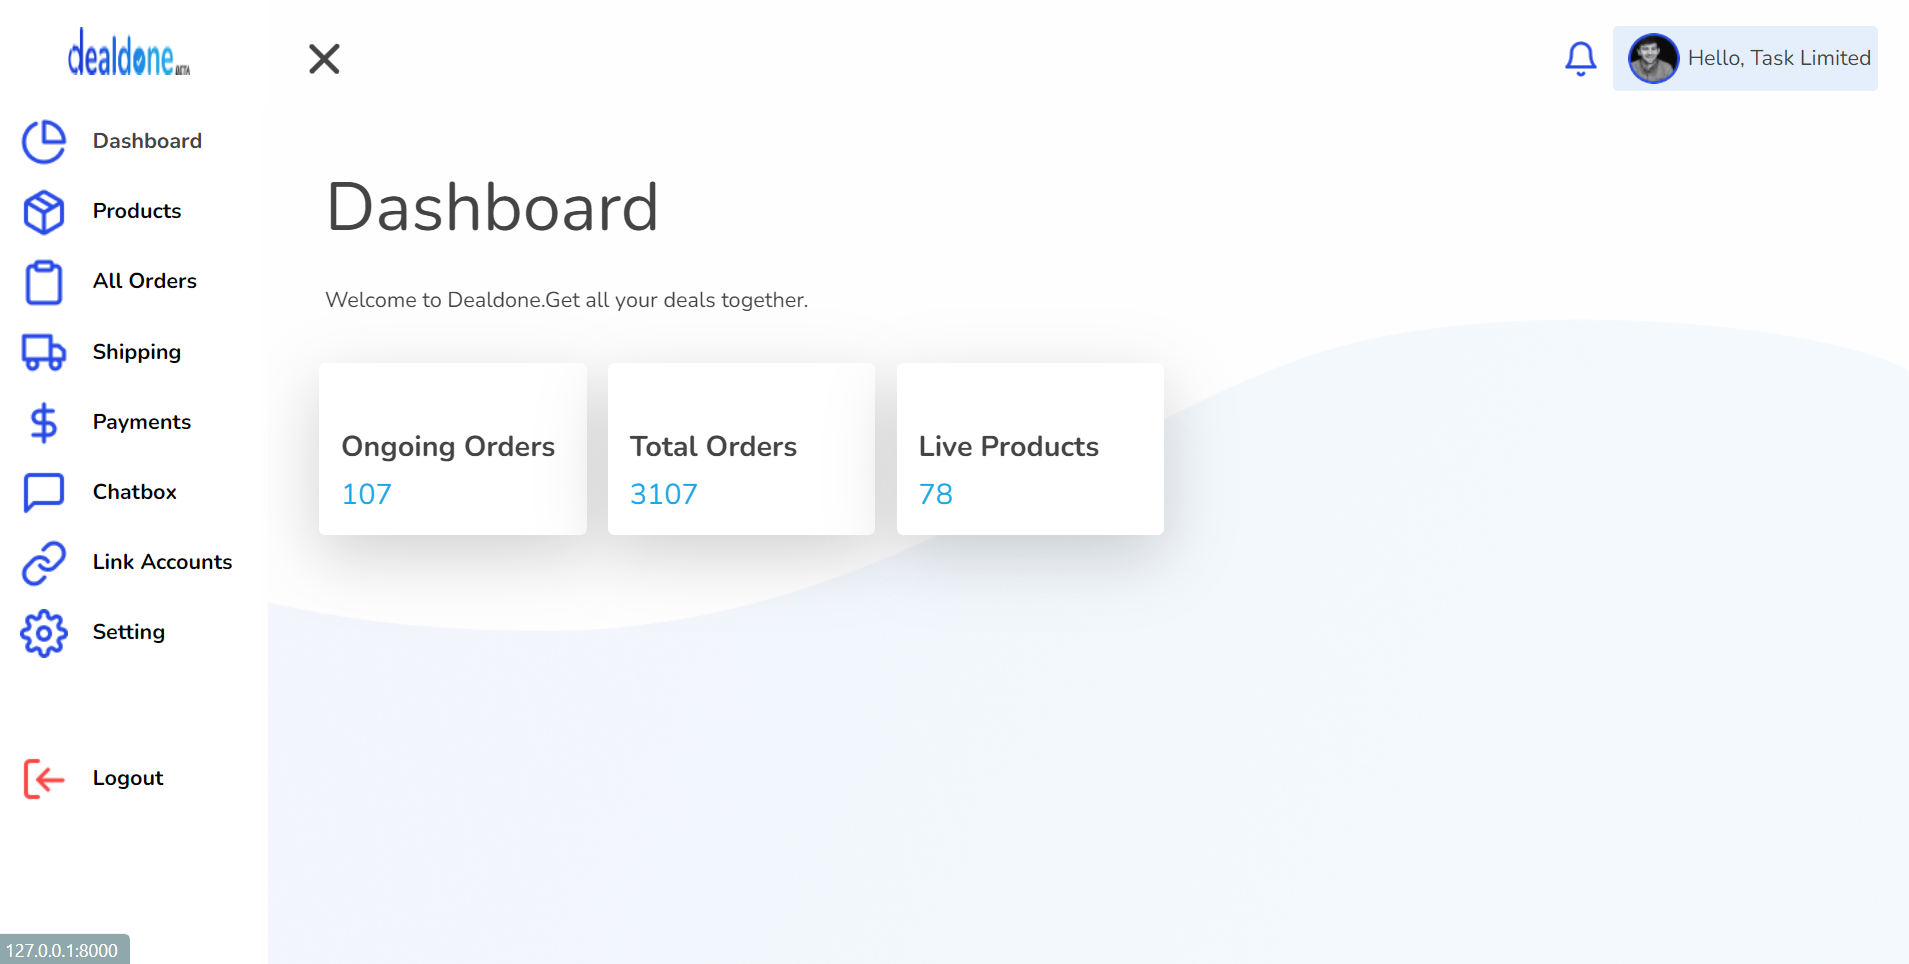 dealdone BETA
Hello, Task Limited
Dashboard
Products
All Orders
Shipping
Payments
Chatbox
Link Accounts
Setting
Logout
Dashboard
Welcome to Dealdone.Get all your deals together.
Ongoing Orders
107
Total Orders
3107
Live Products
78
127.0.0.1:8000